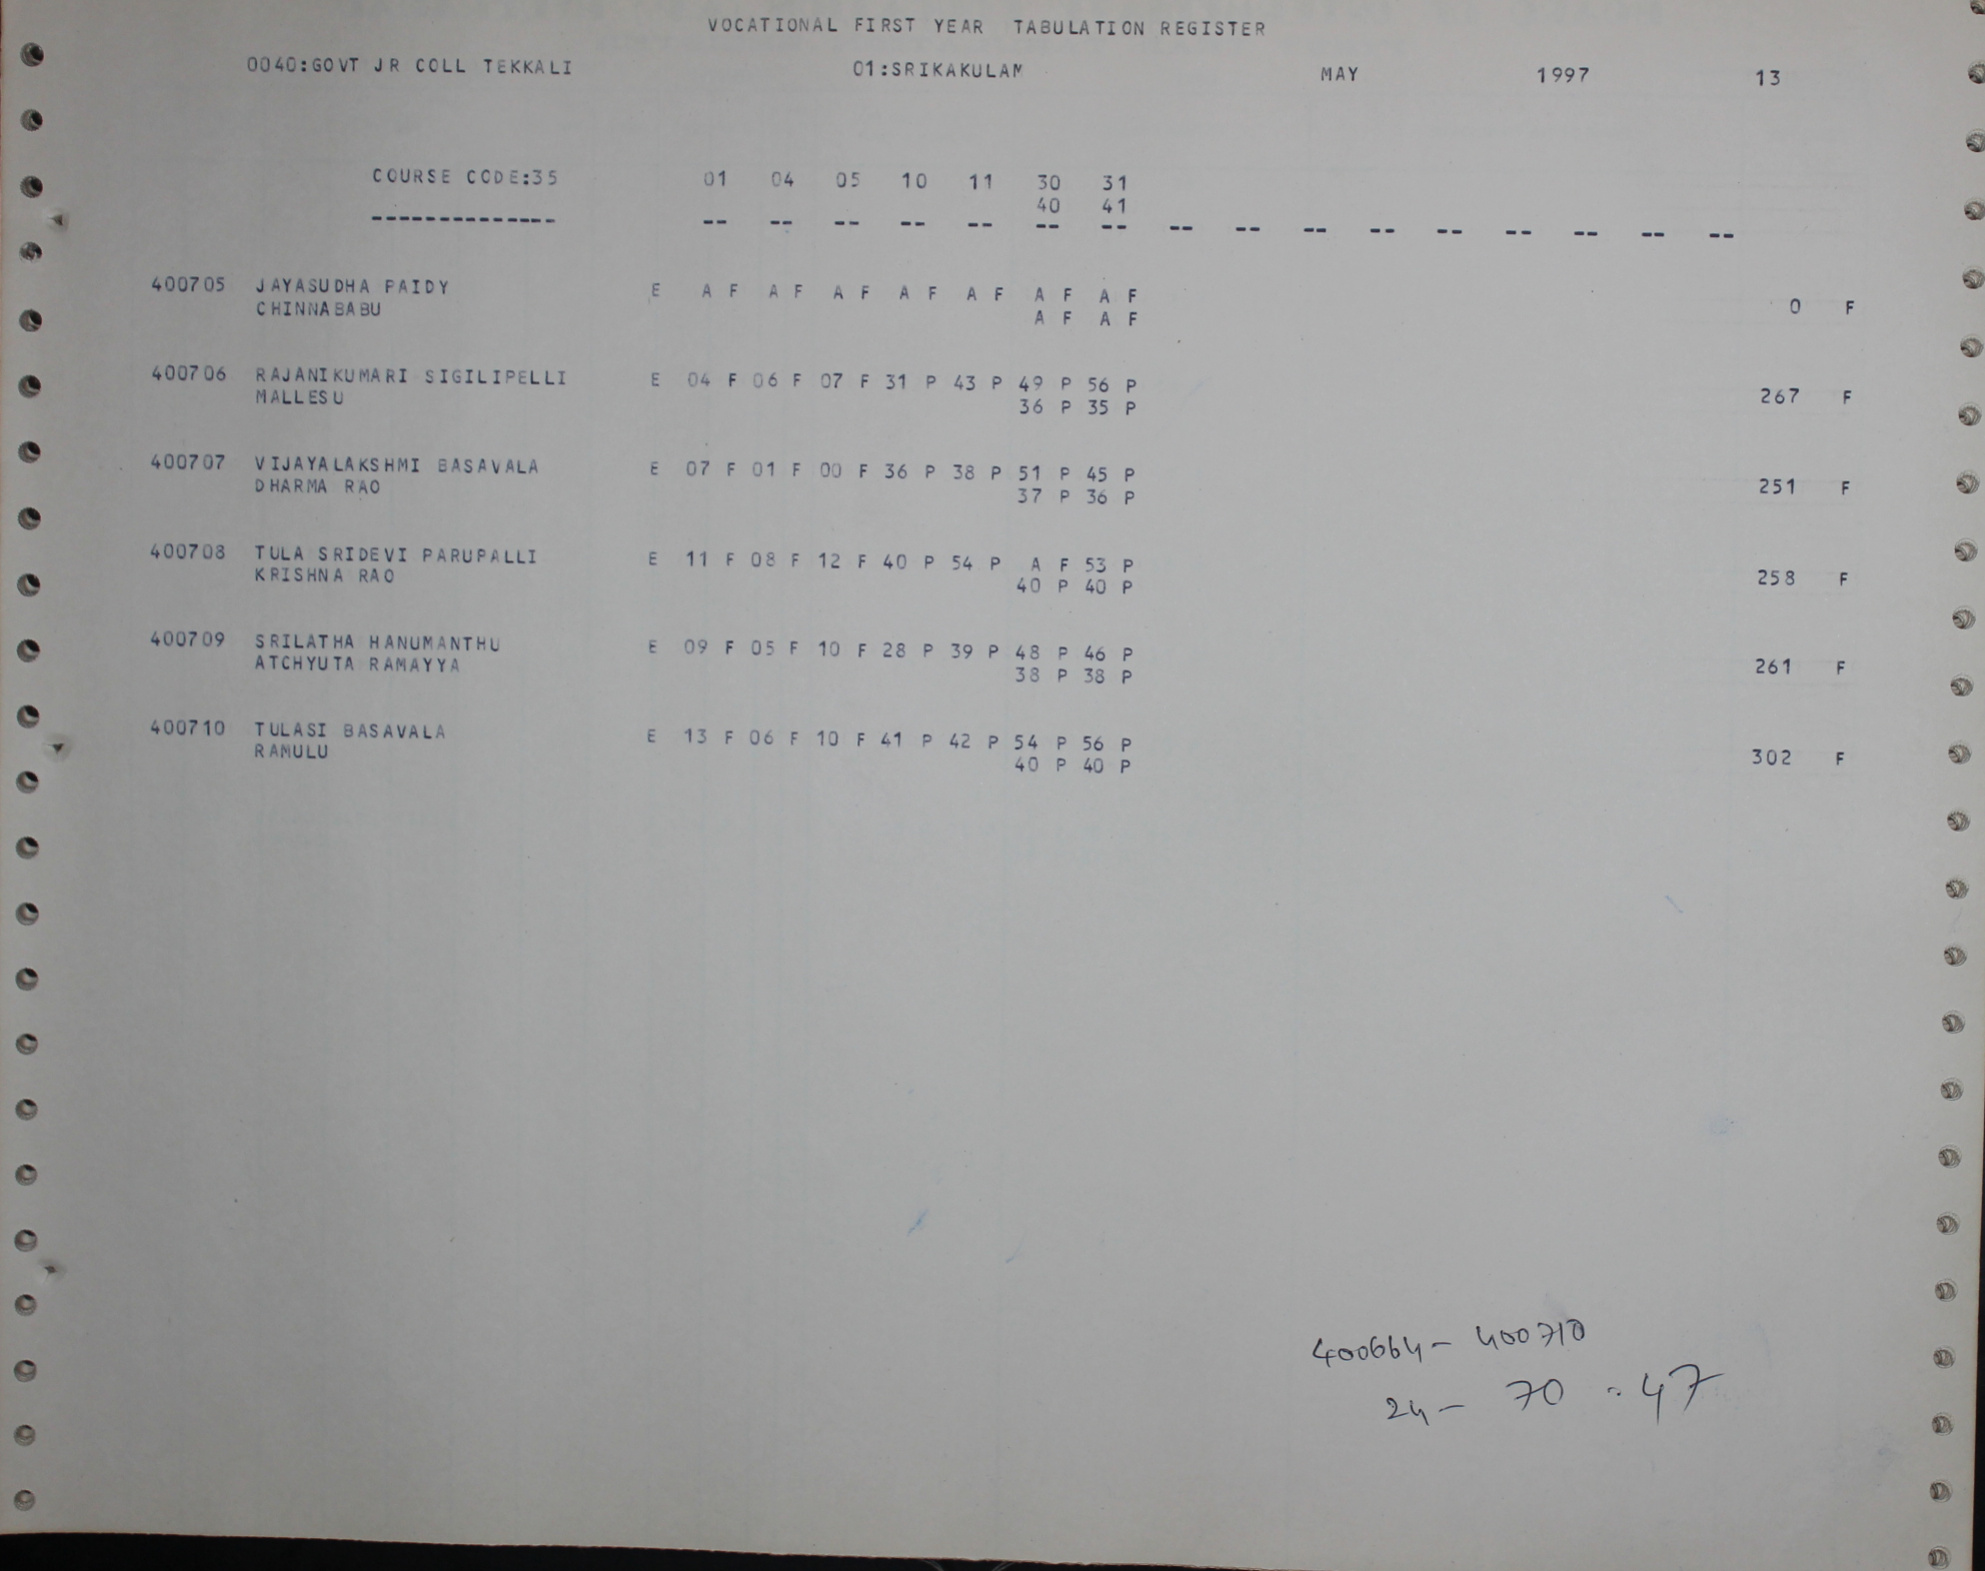 VOCATIONAL FIRST YEAR TABULATION REGISTER
0040:GOVT JR COLL TEKKALI 01:SRIKAKULAM MAY 1997 13
COURSE CODE:35 01 04 05 10 11 30 31
40 41
-------------- -- -- -- -- -- -- -- -- -- -- -- -- -- -- -- --
400705 JAYASUDHA PAIDY E A F A F A F A F A F A F A F
CHINNABABU A F A F 0 F
400706 RAJANIKUMARI SIGILIPELLI E 04 F 06 F 07 F 31 P 43 P 49 P 56 P
MALLESU 36 P 35 P 267 F
400707 VIJAYALAKSHMI BASAVALA E 07 F 01 F 00 F 36 P 38 P 51 P 45 P
DHARMA RAO 37 P 36 P 251 F
400708 TULA SRIDEVI PARUPALLI E 11 F 08 F 12 F 40 P 54 P A F 53 P
KRISHNA RAO 40 P 40 P 258 F
400709 SRILATHA HANUMANTHU E 09 F 05 F 10 F 28 P 39 P 48 P 46 P
ATCHYUTA RAMAYYA 38 P 38 P 261 F
400710 TULASI BASAVALA E 13 F 06 F 10 F 41 P 42 P 54 P 56 P
RAMULU 40 P 40 P 302 F
400664 - 400710
24 - 70 = 47